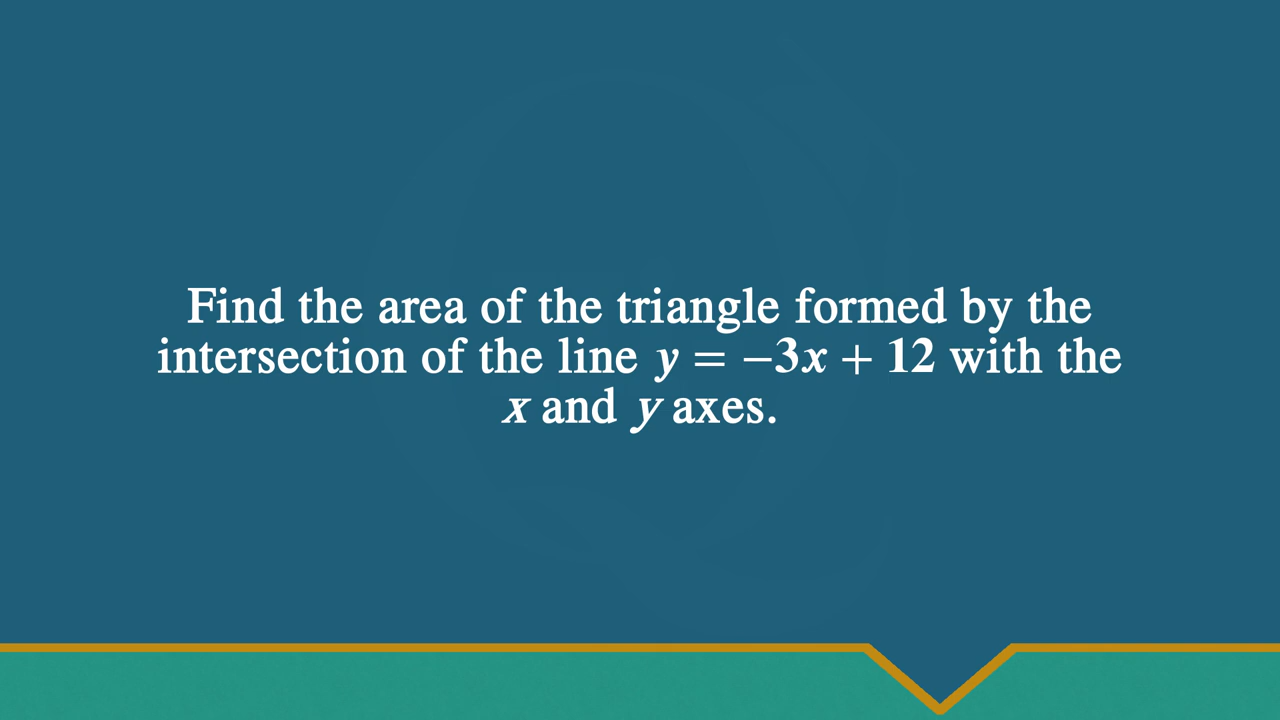 Find the area of the triangle formed by the
intersection of the line y = −3x + 12 with the
x and y axes.